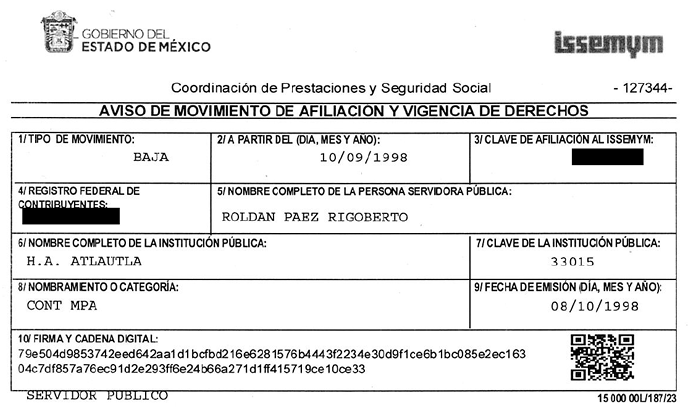 GOBIERNO DEL
ESTADO DE MÉXICO
issemym
Coordinación de Prestaciones y Seguridad Social - 127344-
AVISO DE MOVIMIENTO DE AFILIACION Y VIGENCIA DE DERECHOS
1/ TIPO DE MOVIMIENTO: 2/ A PARTIR DEL (DIA, MES Y AÑO): 3/ CLAVE DE AFILIACIÓN AL ISSEMYM:
BAJA 10/09/1998
4/ REGISTRO FEDERAL DE CONTRIBUYENTES: 5/ NOMBRE COMPLETO DE LA PERSONA SERVIDORA PÚBLICA:
ROLDAN PAEZ RIGOBERTO
6/ NOMBRE COMPLETO DE LA INSTITUCIÓN PÚBLICA: 7/ CLAVE DE LA INSTITUCIÓN PÚBLICA:
H.A. ATLAUTLA 33015
8/ NOMBRAMIENTO O CATEGORÍA: 9/ FECHA DE EMISIÓN (DÍA, MES Y AÑO):
CONT MPA 08/10/1998
10/ FIRMA Y CADENA DIGITAL:
79e504d9853742eed642aa1d1bcfbd216e6281576b4443f2234e30d9f1ce6b1bc085e2ec163
04c7df857a76ec91d2e293ff6e24b66a271d1ff415719ce10ce33
SERVIDOR PUBLICO 15 000 00L/187/23